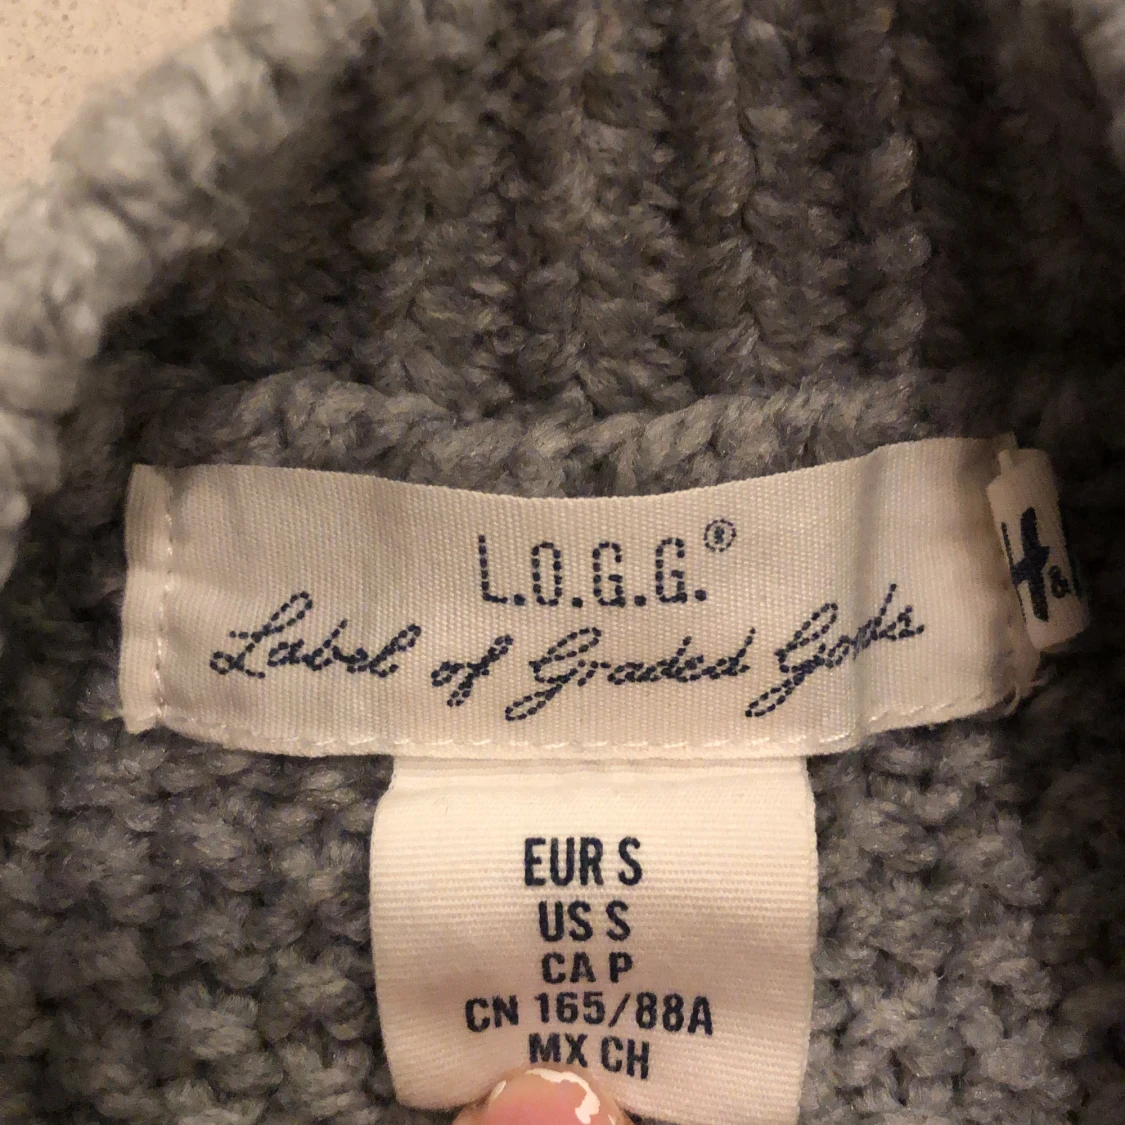 L.O.G.G.®
Label of Graded Goods
H&
EUR S
US S
CA P
CN 165/88A
MX CH